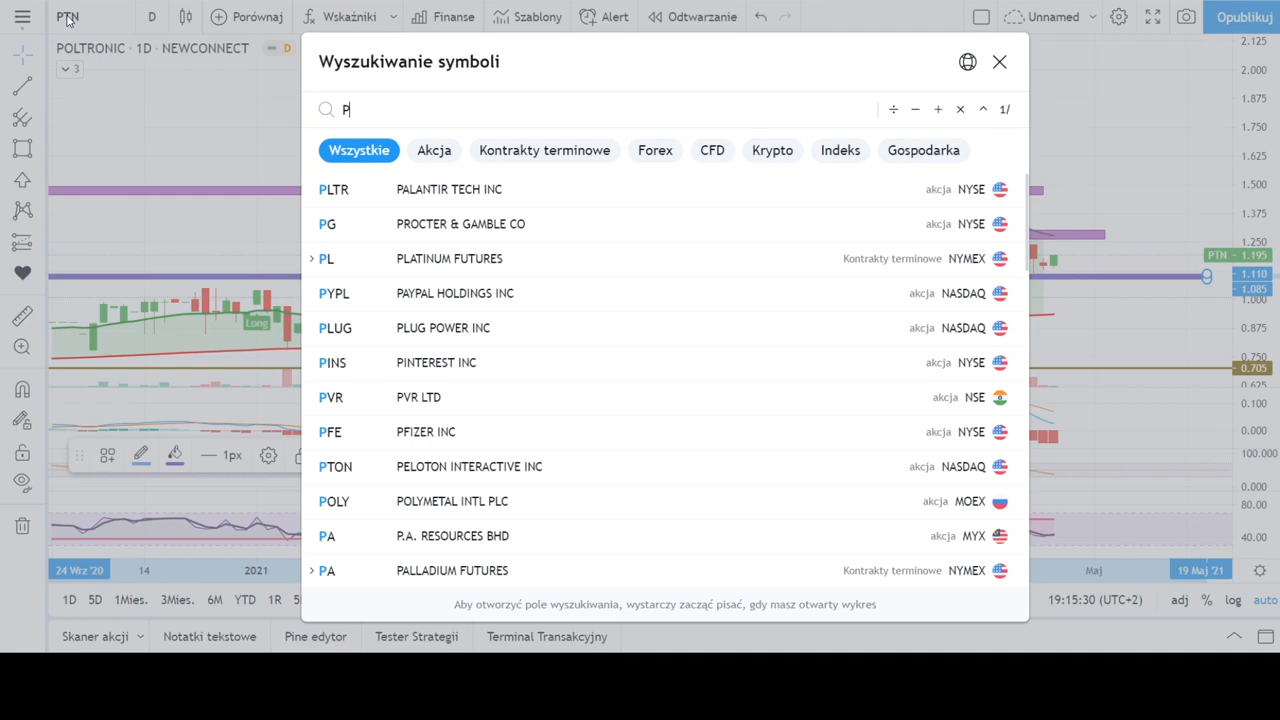 PTN D Porównaj Wskaźniki Finanse Szablony Alert Odtwarzanie Unnamed Opublikuj
POLTRONIC · 1D · NEWCONNECT D
3
Wyszukiwanie symboli
P
÷ − + × ^ 1/
Wszystkie Akcja Kontrakty terminowe Forex CFD Krypto Indeks Gospodarka
PLTR PALANTIR TECH INC akcja NYSE
PG PROCTER & GAMBLE CO akcja NYSE
PL PLATINUM FUTURES Kontrakty terminowe NYMEX
PYPL PAYPAL HOLDINGS INC akcja NASDAQ
PLUG PLUG POWER INC akcja NASDAQ
PINS PINTEREST INC akcja NYSE
PVR PVR LTD akcja NSE
PFE PFIZER INC akcja NYSE
PTON PELOTON INTERACTIVE INC akcja NASDAQ
POLY POLYMETAL INTL PLC akcja MOEX
PA P.A. RESOURCES BHD akcja MYX
PA PALLADIUM FUTURES Kontrakty terminowe NYMEX
Aby otworzyć pole wyszukiwania, wystarczy zacząć pisać, gdy masz otwarty wykres
2.125
2.000
1.875
1.750
1.625
1.500
1.375
1.250
PTN 1.195
1.110
1.085
1.000
0.875
0.750
0.705
0.625
0.100
0.000
100.000
0.000
80.00
40.00
Long
1px
24 Wrz '20 14 2021 Maj 19 Maj '21
1D 5D 1Mies. 3Mies. 6M YTD 1R 19:15:30 (UTC+2) adj % log auto
Skaner akcji Notatki tekstowe Pine edytor Tester Strategii Terminal Transakcyjny